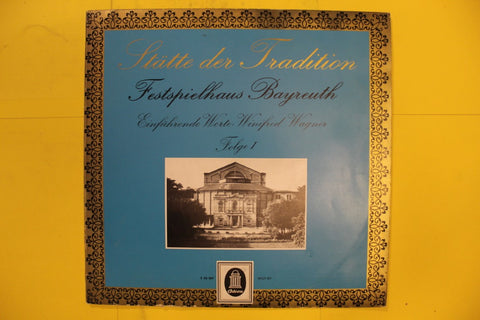 Stätte der Tradition
Festspielhaus Bayreuth
Einführende Worte: Winifred Wagner
Folge 1